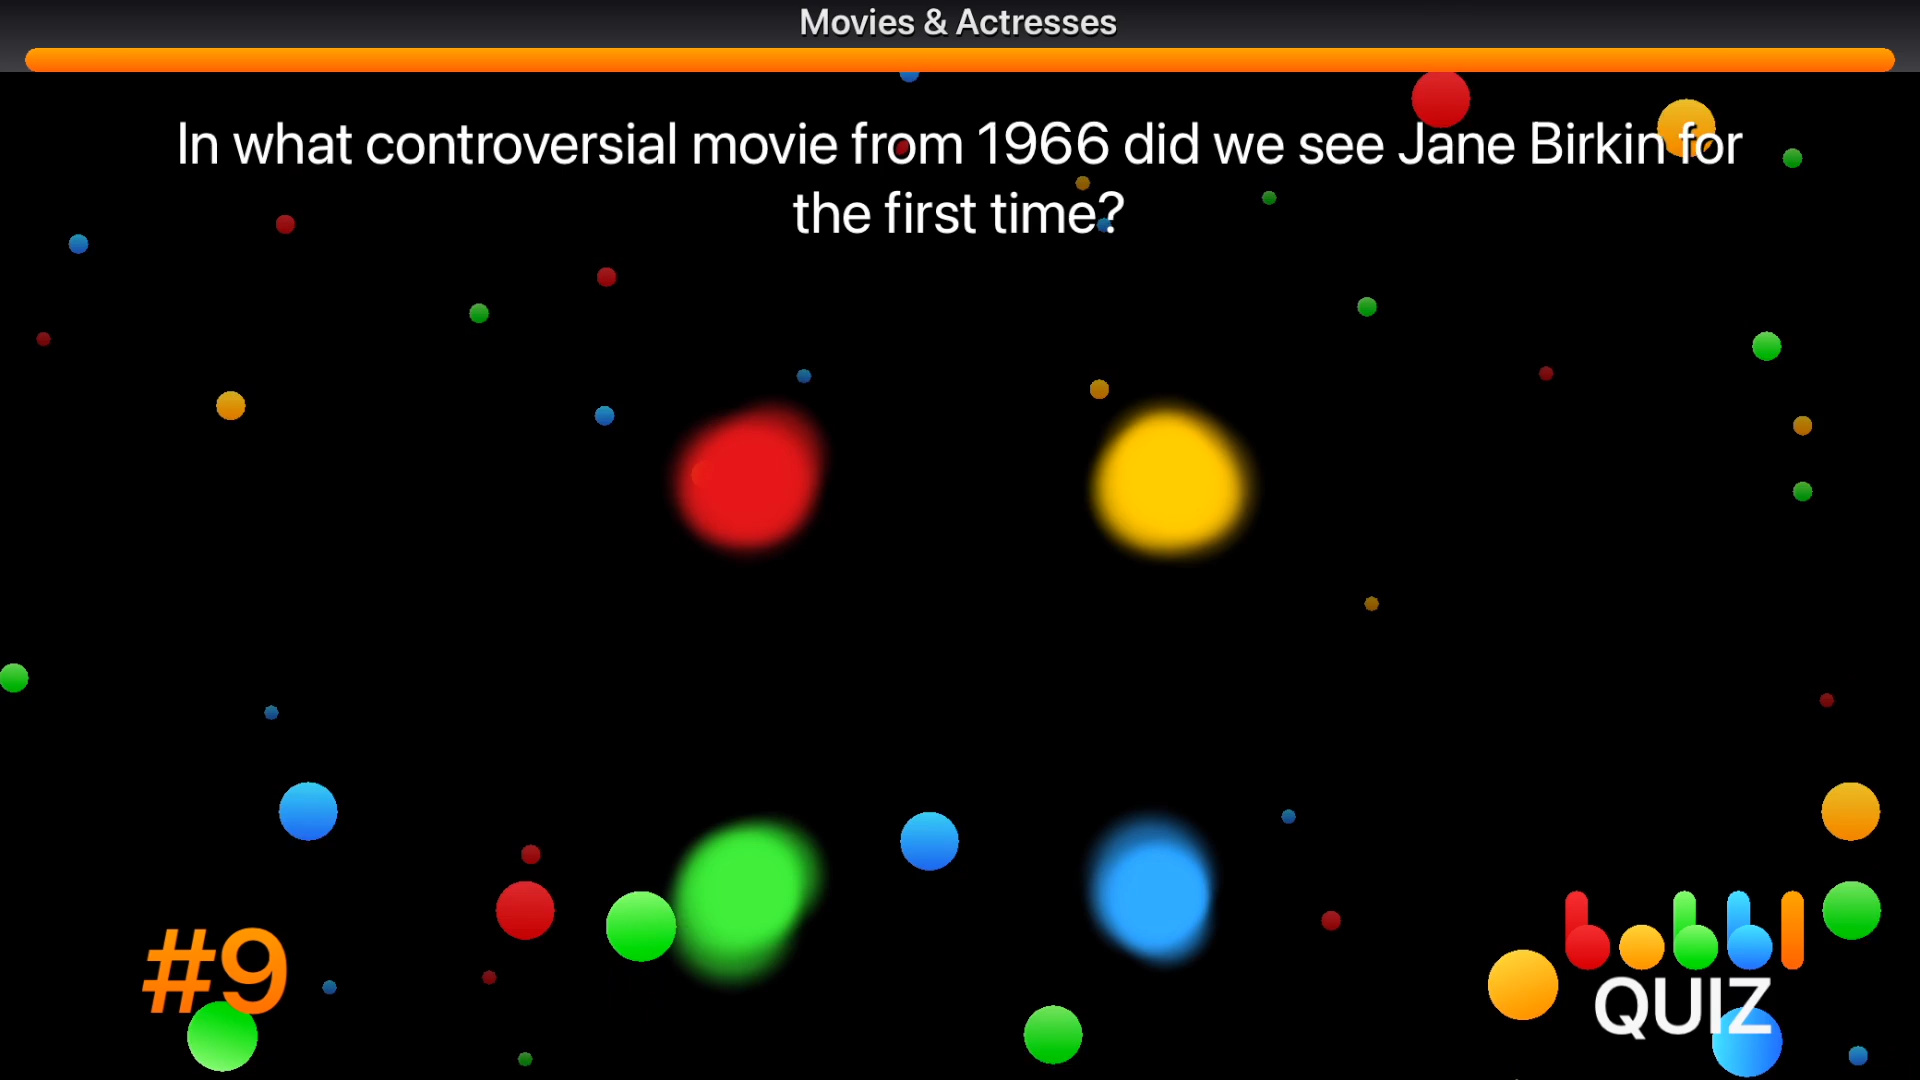 Movies & Actresses
In what controversial movie from 1966 did we see Jane Birkin for
the first time?
#9
bobbl
QUIZ